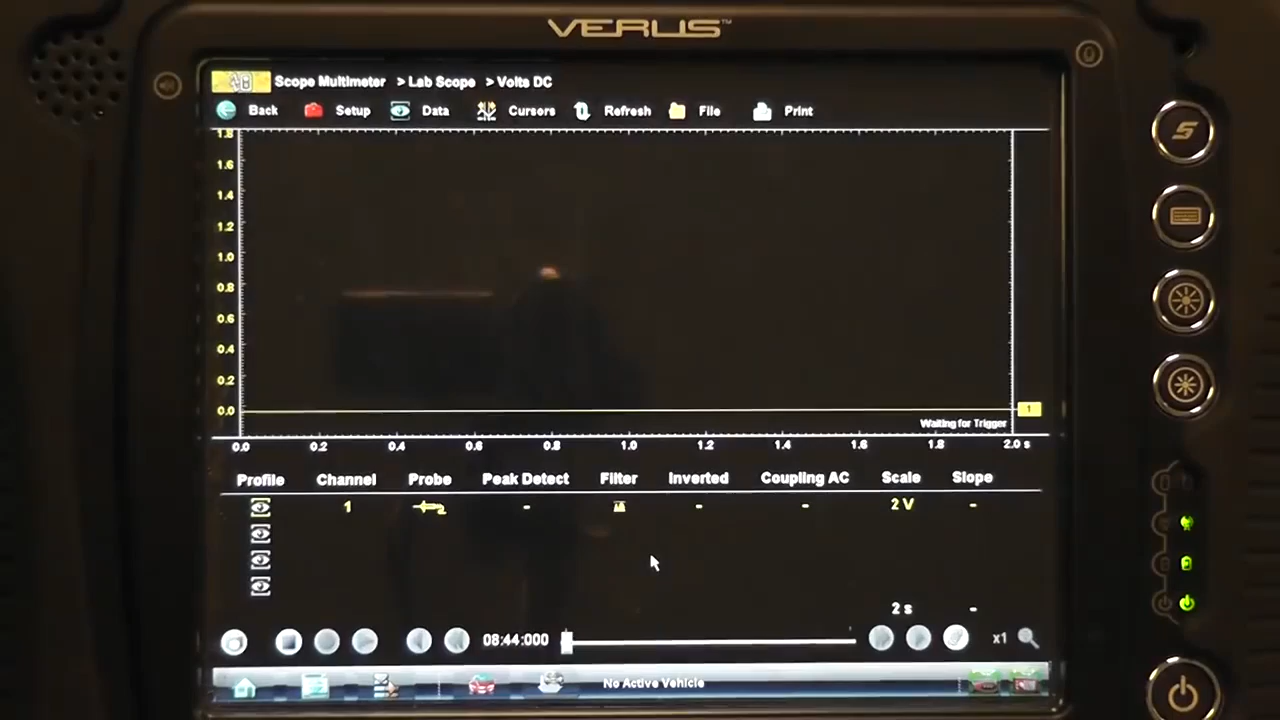 VERUS™
Scope Multimeter > Lab Scope > Volts DC
Back Setup Data Cursors Refresh File Print
1.8
1.6
1.4
1.2
1.0
0.8
0.6
0.4
0.2
0.0
1
Waiting for Trigger
0.0 0.2 0.4 0.6 0.8 1.0 1.2 1.4 1.6 1.8 2.0 s
Profile Channel Probe Peak Detect Filter Inverted Coupling AC Scale Slope
1 - - - 2 V -
2 s -
08:44:000 x1
No Active Vehicle